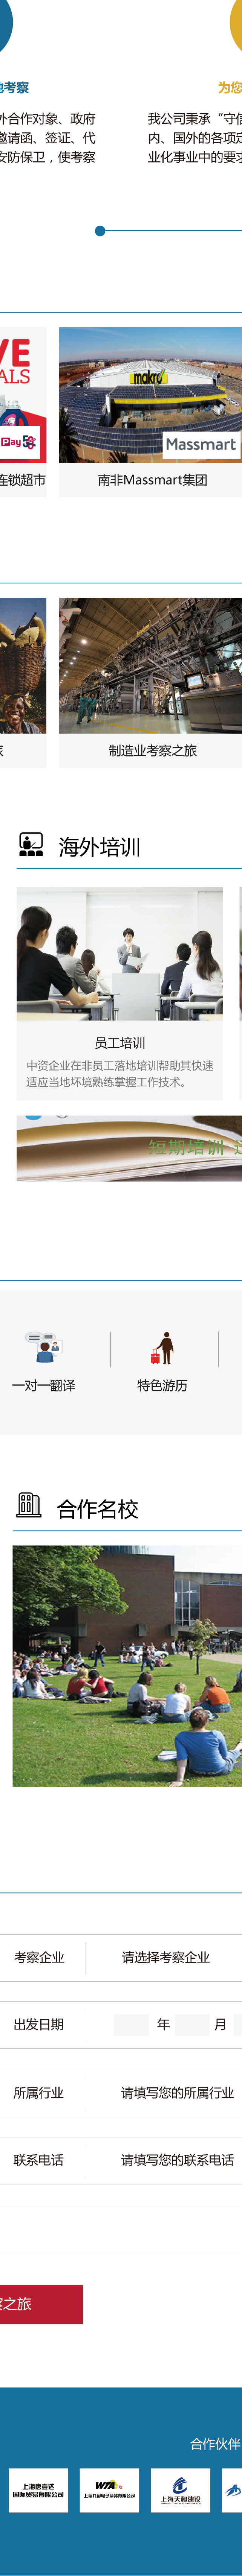 地考察
为您
外合作对象、政府
邀请函、签证、代
安防保卫，使考察
我公司秉承“守信
内、国外的各项定
业化事业中的要求
VE
ALS
Pay
连锁超市
makro
Massmart
南非Massmart集团
旅
制造业考察之旅
海外培训
员工培训
中资企业在非员工落地培训帮助其快速
适应当地坏境熟练掌握工作技术。
短期培训
一对一翻译
特色游历
合作名校
考察企业
请选择考察企业
出发日期
年
月
所属行业
请填写您的所属行业
联系电话
请填写您的联系电话
察之旅
合作伙伴
上海唐喜达
国际贸易有限公司
WTA
上海天樾建设